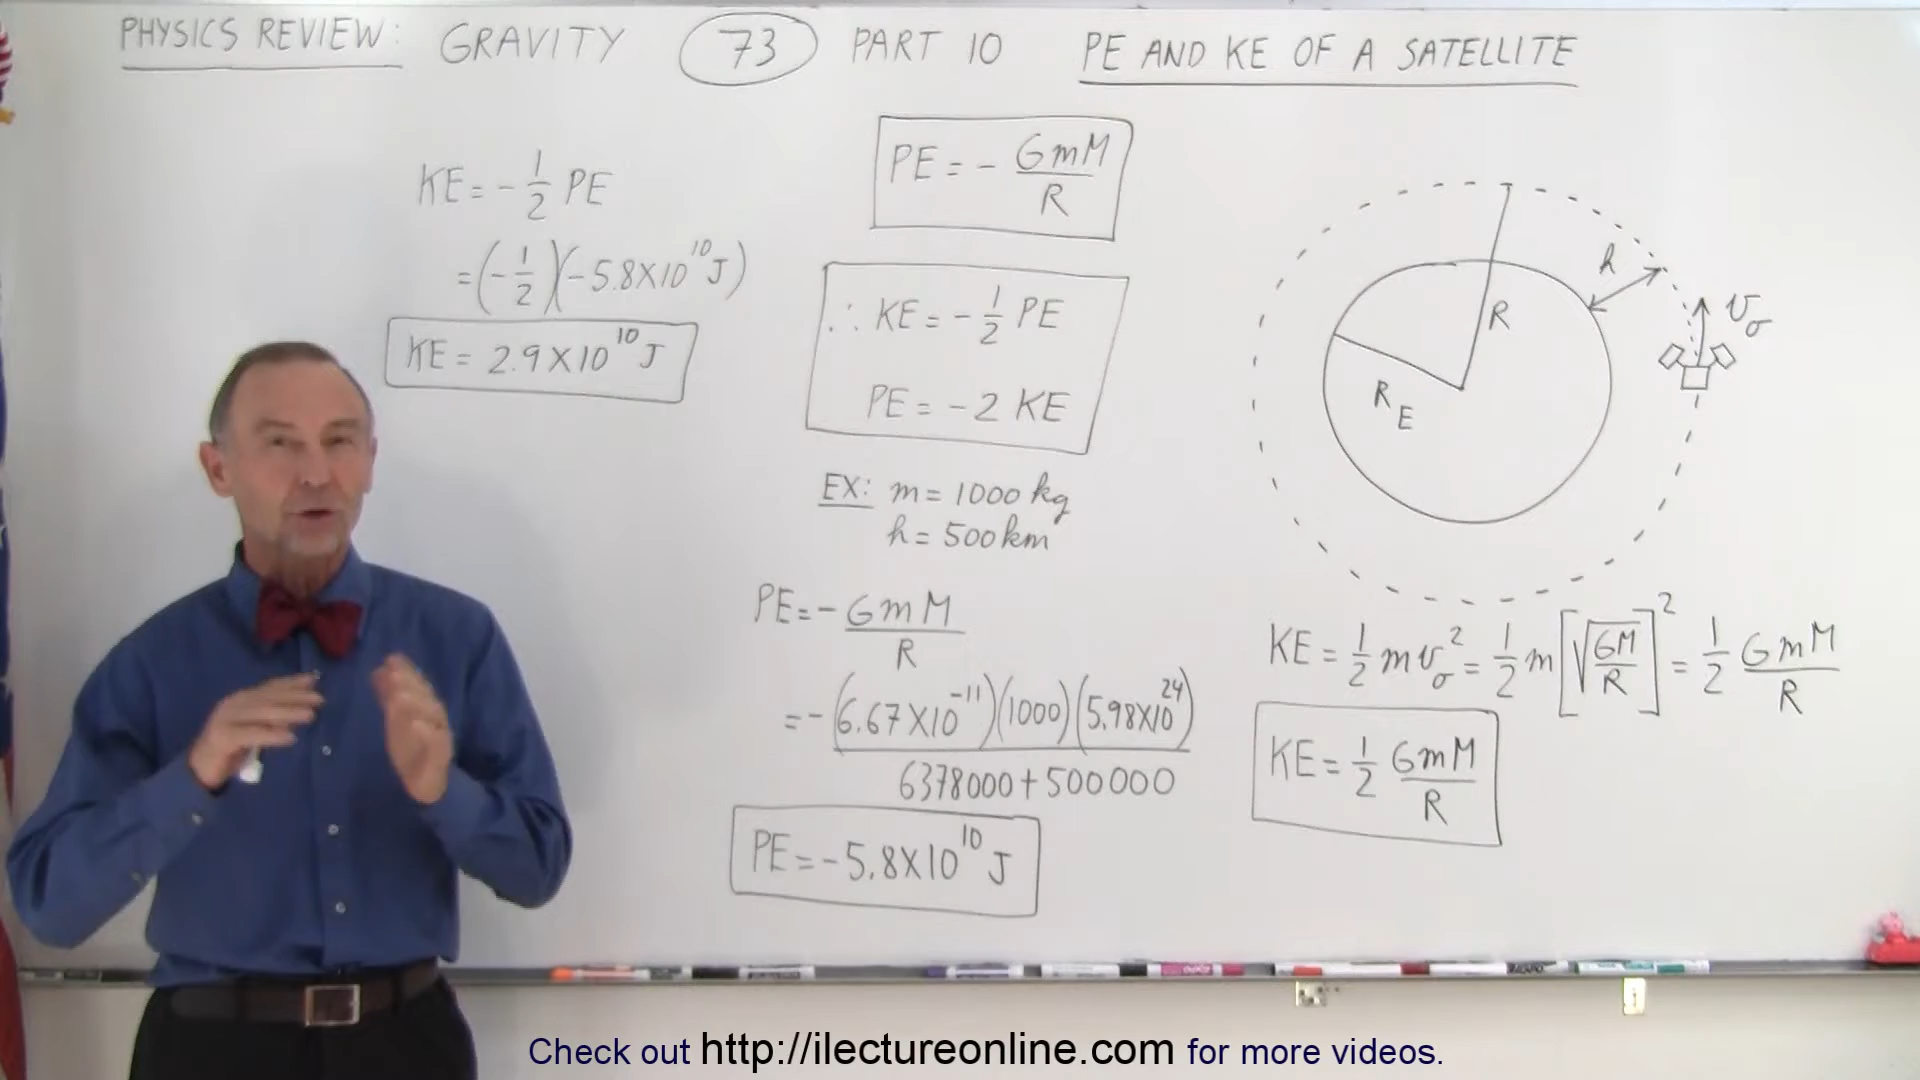 PHYSICS REVIEW: GRAVITY 73 PART 10 PE AND KE OF A SATELLITE
KE = -1/2 PE
= (-1/2)(-5.8X10^10 J)
KE = 2.9X10^10 J
PE = - GmM/R
∴ KE = -1/2 PE
PE = -2 KE
EX: m = 1000 kg
h = 500 km
PE = - GmM/R
= - (6.67X10^-11)(1000)(5.98X10^24)
6378000 + 500000
PE = -5.8X10^10 J
h
R
R_E
v_o
KE = 1/2 m v_o^2 = 1/2 m [√(GM/R)]^2 = 1/2 GmM/R
KE = 1/2 GmM/R
Check out http://ilectureonline.com for more videos.